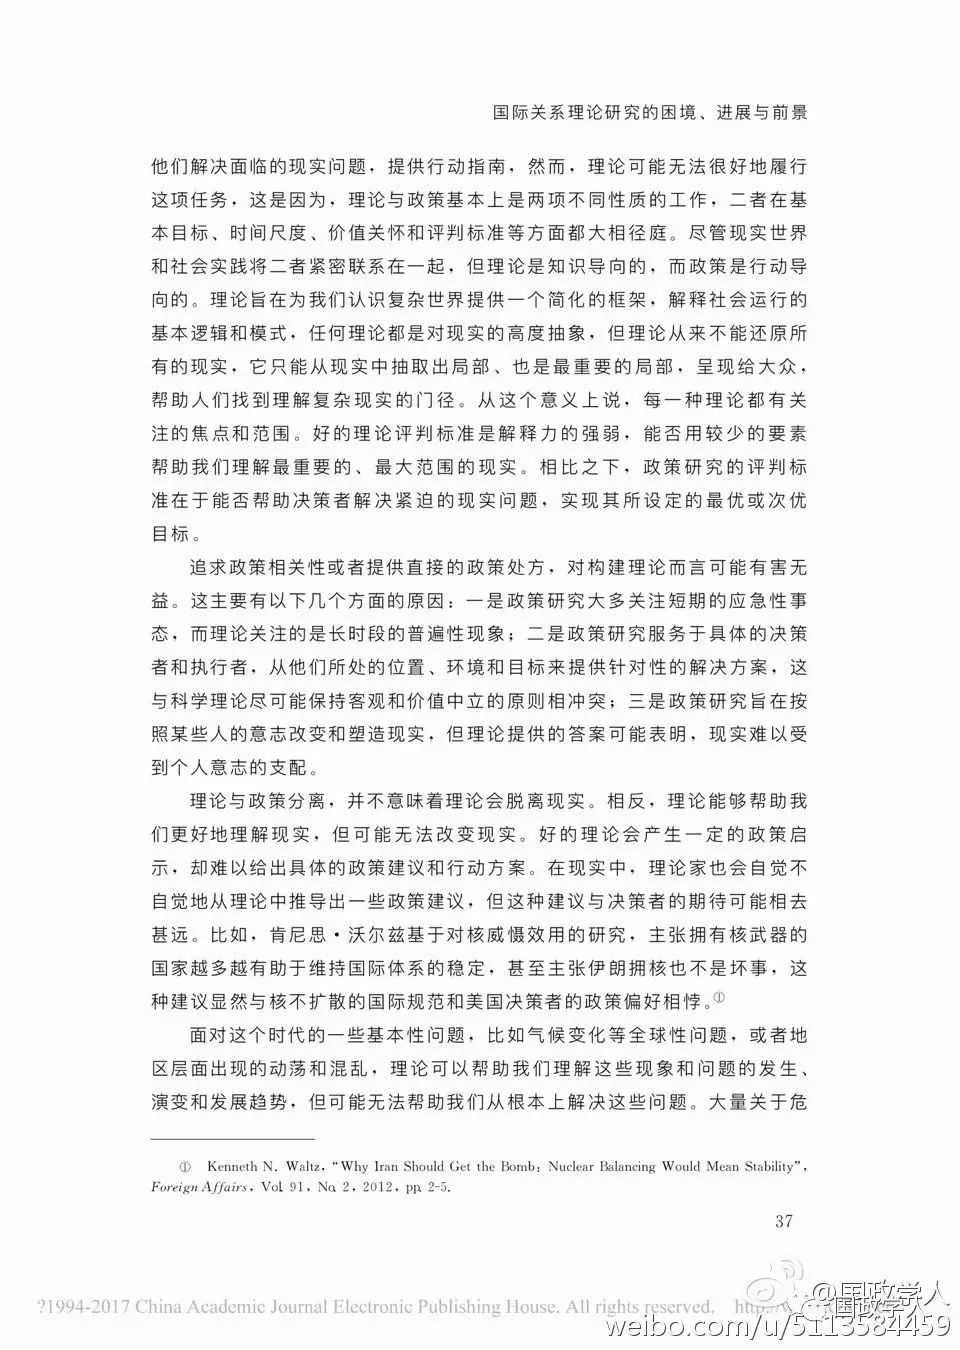 国际关系理论研究的困境、进展与前景
他们解决面临的现实问题，提供行动指南，然而，理论可能无法很好地履行
这项任务，这是因为，理论与政策基本上是两项不同性质的工作，二者在基
本目标、时间尺度、价值关怀和评判标准等方面都大相径庭。尽管现实世界
和社会实践将二者紧密联系在一起，但理论是知识导向的，而政策是行动导
向的。理论旨在为我们认识复杂世界提供一个简化的框架，解释社会运行的
基本逻辑和模式，任何理论都是对现实的高度抽象，但理论从来不能还原所
有的现实，它只能从现实中抽取出局部、也是最重要的局部，呈现给大众，
帮助人们找到理解复杂现实的门径。从这个意义上说，每一种理论都有关
注的焦点和范围。好的理论评判标准是解释力的强弱，能否用较少的要素
帮助我们理解最重要的、最大范围的现实。相比之下，政策研究的评判标
准在于能否帮助决策者解决紧迫的现实问题，实现其所设定的最优或次优
目标。
追求政策相关性或者提供直接的政策处方，对构建理论而言可能有害无
益。这主要有以下几个方面的原因：一是政策研究大多关注短期的应急性事
态，而理论关注的是长时段的普遍性现象；二是政策研究服务于具体的决策
者和执行者，从他们所处的位置、环境和目标来提供针对性的解决方案，这
与科学理论尽可能保持客观和价值中立的原则相冲突；三是政策研究旨在按
照某些人的意志改变和塑造现实，但理论提供的答案可能表明，现实难以受
到个人意志的支配。
理论与政策分离，并不意味着理论会脱离现实。相反，理论能够帮助我
们更好地理解现实，但可能无法改变现实。好的理论会产生一定的政策启
示，却难以给出具体的政策建议和行动方案。在现实中，理论家也会自觉不
自觉地从理论中推导出一些政策建议，但这种建议与决策者的期待可能相去
甚远。比如，肯尼思·沃尔兹基于对核威慑效用的研究，主张拥有核武器的
国家越多越有助于维持国际体系的稳定，甚至主张伊朗拥核也不是坏事，这
种建议显然与核不扩散的国际规范和美国决策者的政策偏好相悖。①
面对这个时代的一些基本性问题，比如气候变化等全球性问题，或者地
区层面出现的动荡和混乱，理论可以帮助我们理解这些现象和问题的发生、
演变和发展趋势，但可能无法帮助我们从根本上解决这些问题。大量关于危
① Kenneth N. Waltz, “Why Iran Should Get the Bomb: Nuclear Balancing Would Mean Stability”,
Foreign Affairs, Vol. 91, No. 2, 2012, pp. 2-5.
37
@国政学人
?1994-2017 China Academic Journal Electronic Publishing House. All rights reserved.
国政学人
weibo.com/u/5113584459